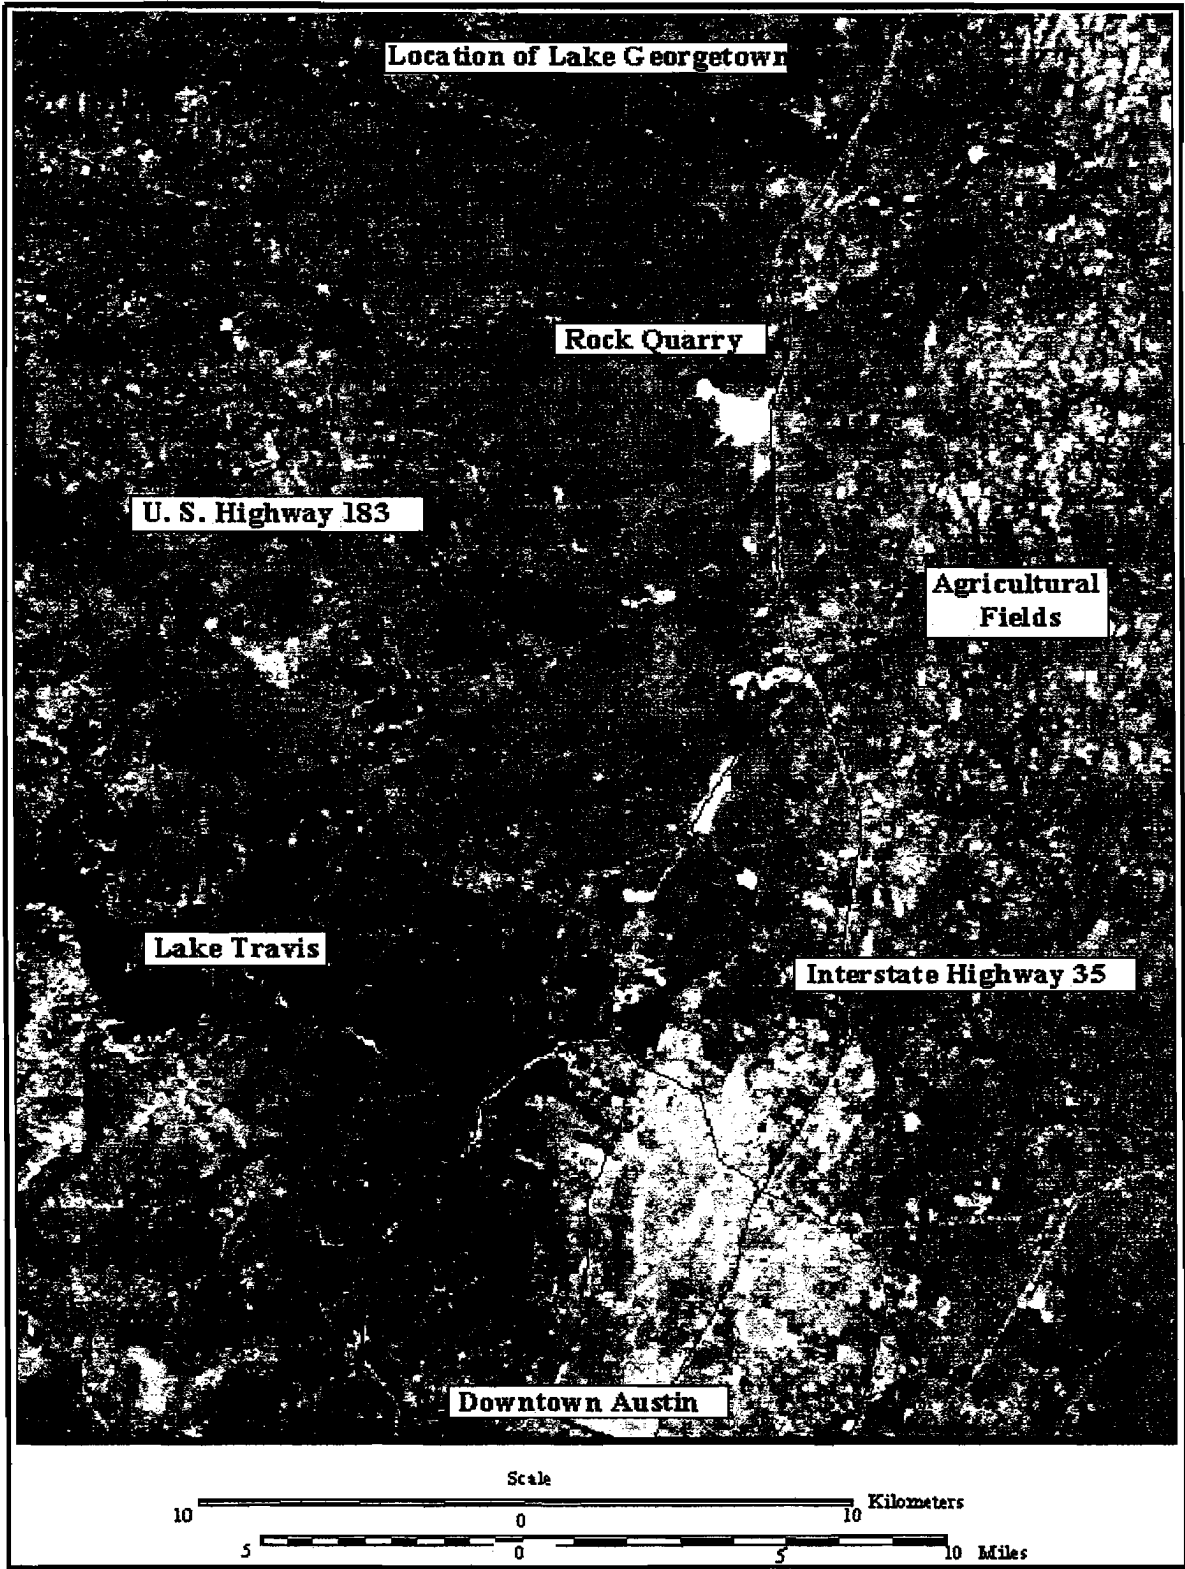 Location of Lake Georgetown
Rock Quarry
U. S. Highway 183
Agricultural
Fields
Lake Travis
Interstate Highway 35
Downtown Austin
Scale
Kilometers
10 0 10
5 0 5 10 Miles